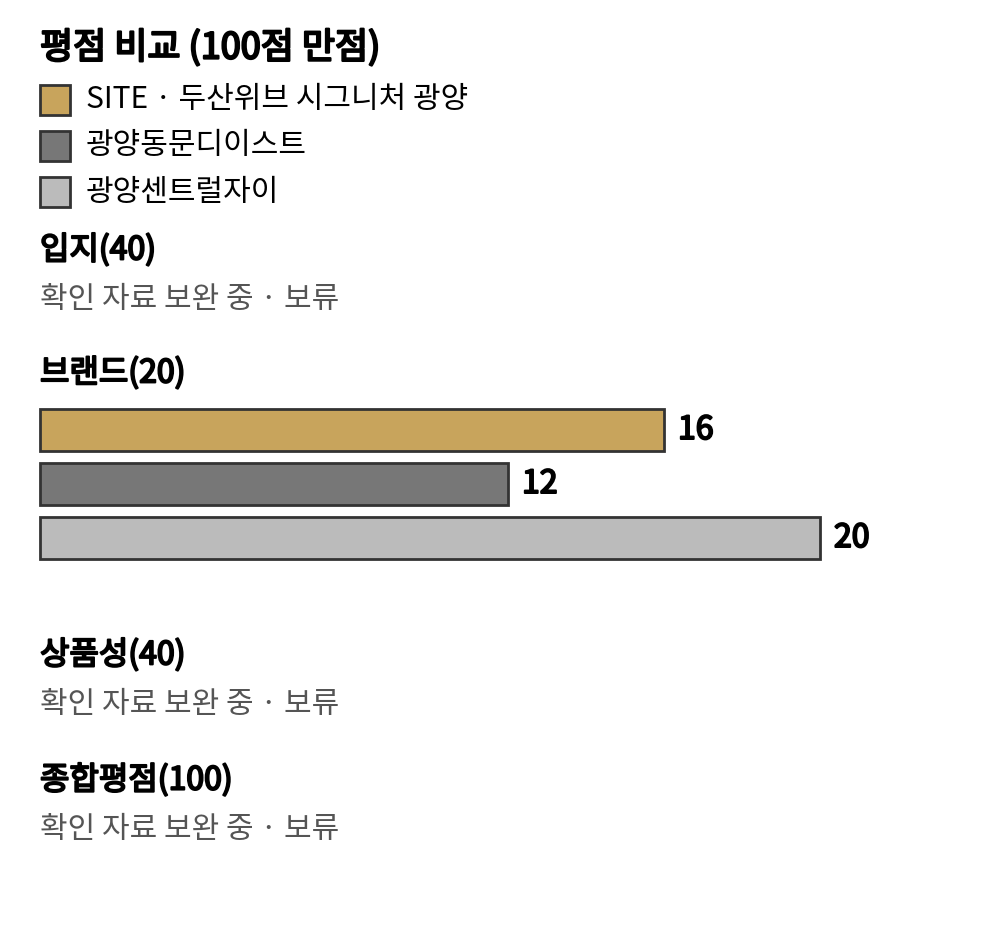 평점 비교 (100점 만점)
SITE · 두산위브 시그니처 광양
광양동문디이스트
광양센트럴자이
입지(40)
확인 자료 보완 중 · 보류
브랜드(20)
16
12
20
상품성(40)
확인 자료 보완 중 · 보류
종합평점(100)
확인 자료 보완 중 · 보류